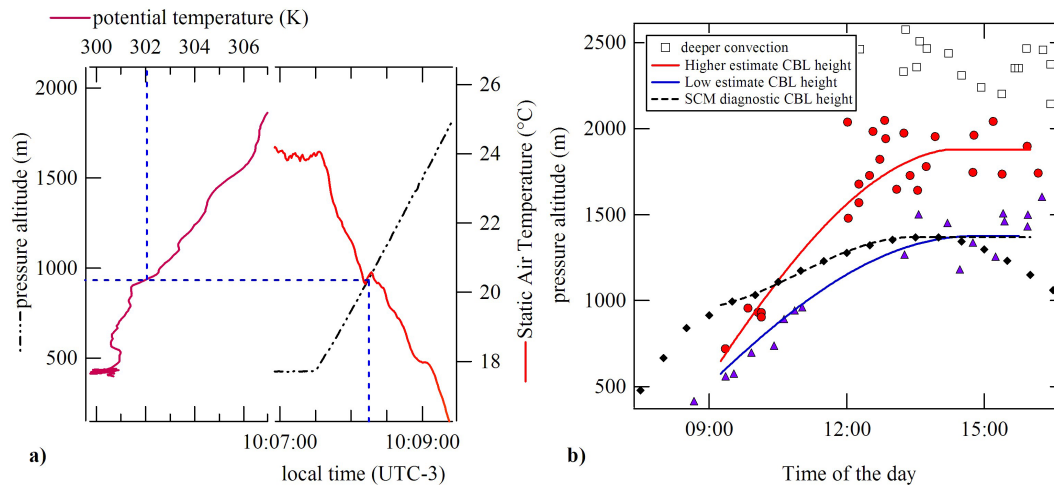 potential temperature (K)
300 302 304 306
2000
1500
1000
500
pressure altitude (m)
26
24
22
20
18
Static Air Temperature (°C)
10:07:00 10:09:00
local time (UTC-3)
a)
deeper convection
Higher estimate CBL height
Low estimate CBL height
SCM diagnostic CBL height
2500
2000
1500
1000
500
pressure altitude (m)
09:00 12:00 15:00
Time of the day
b)